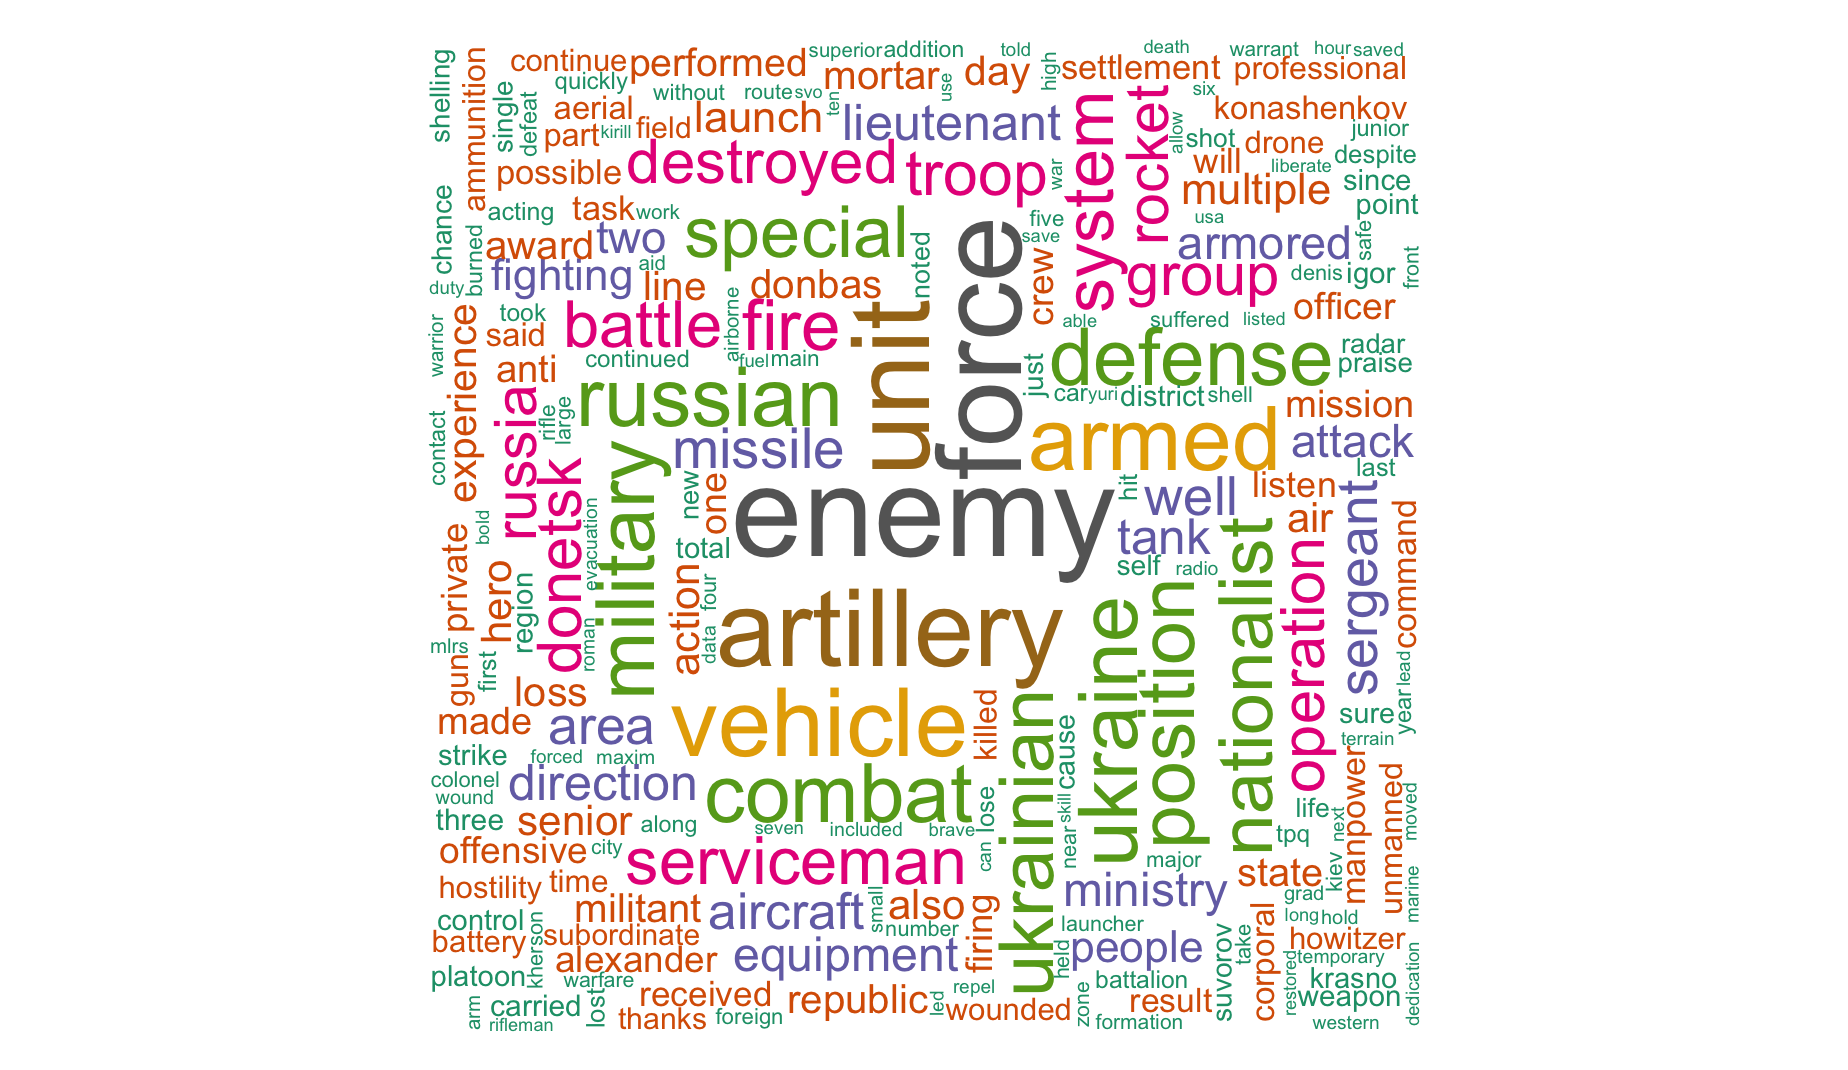 shelling
ammunition
continue
performed
superior
addition
told
high
death
warrant
hour
saved
quickly
mortar
day
settlement
professional
single
defeat
aerial
without
route
svo
ten
use
six
konashenkov
part
kirill
field
launch
lieutenant
system
rocket
allow
shot
drone
junior
possible
destroyed
troop
war
will
liberate
despite
multiple
since
chance
acting
task
work
special
five
usa
point
burned
award
two
noted
force
save
armored
safe
front
duty
fighting
aid
line
donbas
crew
group
denis
igor
warrior
experience
took
said
battle
airborne
fire
unit
able
suffered
listed
officer
continued
fuel
main
just
defense
radar
praise
anti
russia
rifle
large
russian
car
yuri
district
shell
contact
missile
armed
mission
attack
donetsk
military
new
one
enemy
hit
well
listen
last
bold
evacuation
total
tank
nationalist
air
sergeant
command
private
hero
region
action
four
self
radio
operation
mlrs
roman
data
artillery
ukraine
position
gun
first
loss
lead
year
made
area
vehicle
killed
ukrainian
cause
sure
terrain
strike
forced
maxim
manpower
colonel
direction
combat
unmanned
wound
life
next
moved
three
senior
along
seven
included
brave
lose
skill
tpq
offensive
city
serviceman
can
near
major
kiev
hostility
time
ministry
state
grad
marine
control
militant
aircraft
small
also
firing
launcher
corporal
long
hold
battery
kherson
subordinate
number
held
people
suvorov
take
howitzer
alexander
equipment
temporary
platoon
warfare
repel
battalion
restored
krasno
dedication
arm
carried
lost
received
republic
led
wounded
zone
result
weapon
rifleman
thanks
foreign
formation
western